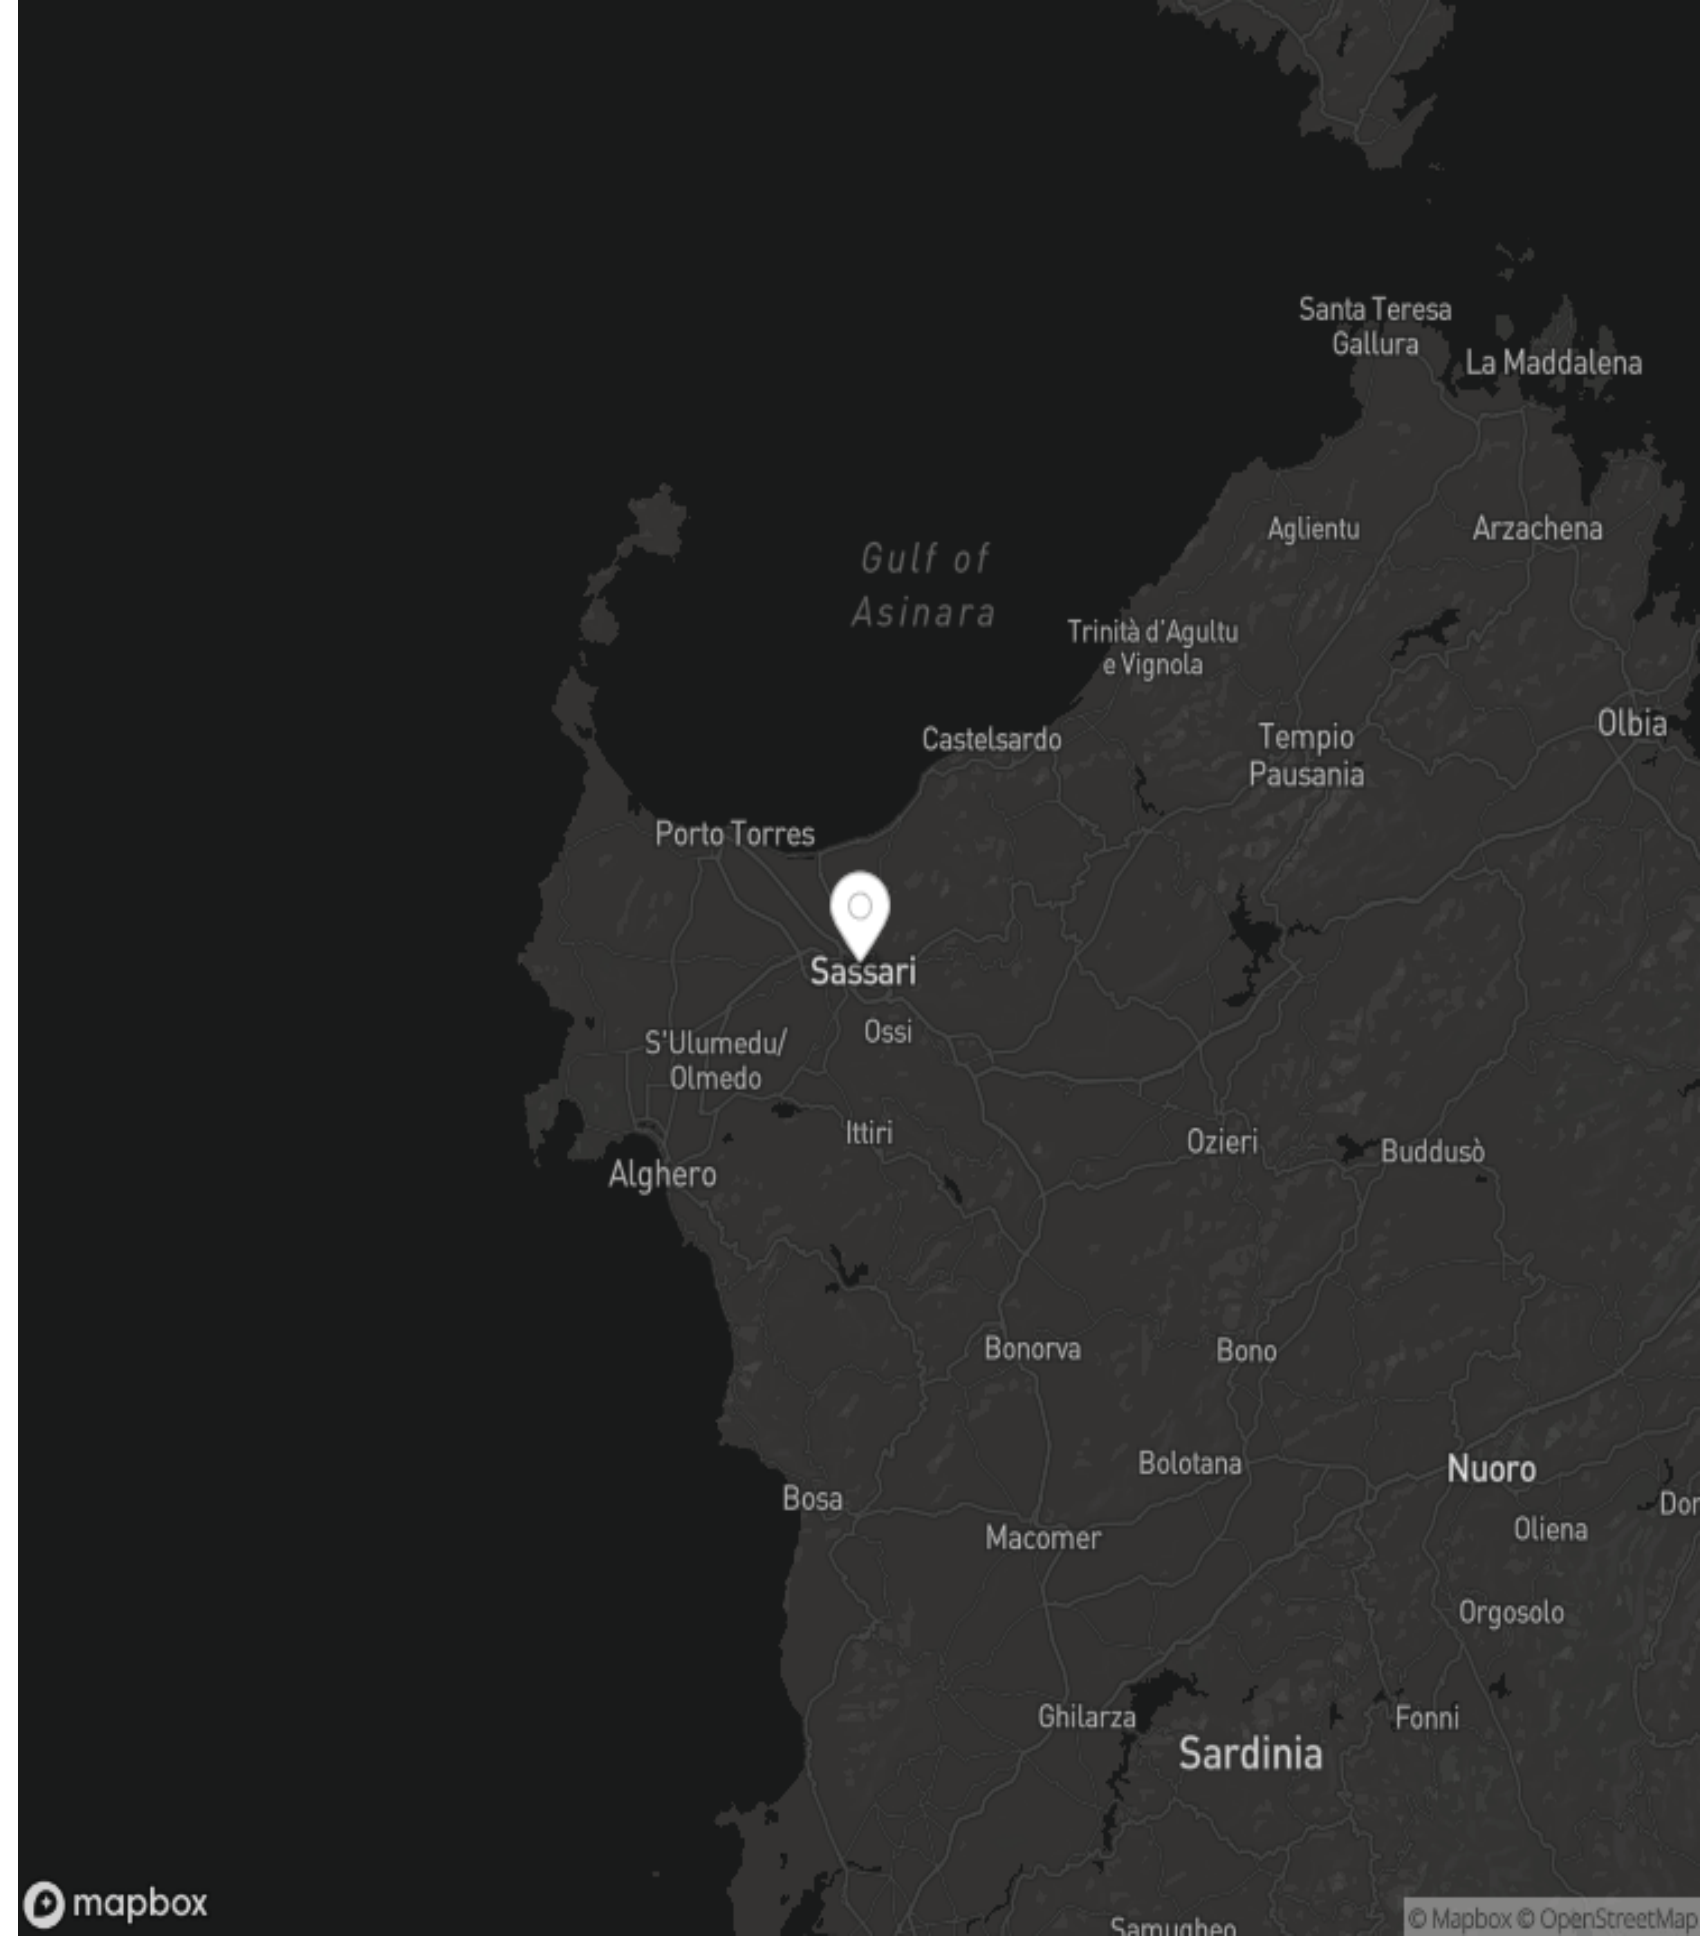 Santa Teresa
Gallura
La Maddalena
Aglientu
Arzachena
Gulf of
Asinara
Trinità d'Agultu
e Vignola
Castelsardo
Tempio
Pausania
Olbia
Porto Torres
Sassari
Ossi
S'Ulumedu/
Olmedo
Ittiri
Ozieri
Buddusò
Alghero
Bonorva
Bono
Bolotana
Nuoro
Bosa
Dor
Oliena
Macomer
Orgosolo
Ghilarza
Fonni
Sardinia
mapbox
© Mapbox © OpenStreetMap
Samugheo